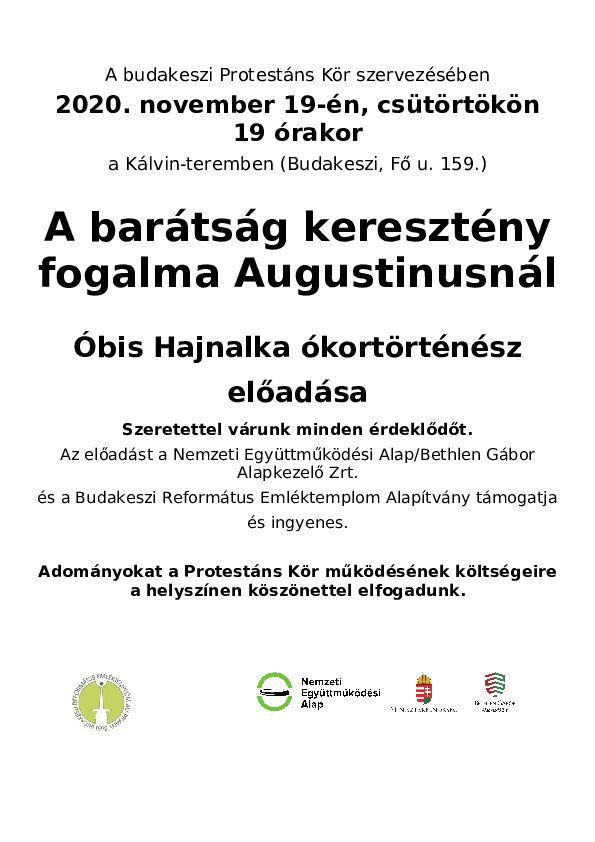 A budakeszi Protestáns Kör szervezésében
2020. november 19-én, csütörtökön
19 órakor
a Kálvin-teremben (Budakeszi, Fő u. 159.)
A barátság keresztény
fogalma Augustinusnál
Óbis Hajnalka ókortörténész
előadása
Szeretettel várunk minden érdeklődőt.
Az előadást a Nemzeti Együttműködési Alap/Bethlen Gábor
Alapkezelő Zrt.
és a Budakeszi Református Emléktemplom Alapítvány támogatja
és ingyenes.
Adományokat a Protestáns Kör működésének költségeire
a helyszínen köszönettel elfogadunk.
Nemzeti
Együttműködési
Alap
BETHLEN GÁBOR